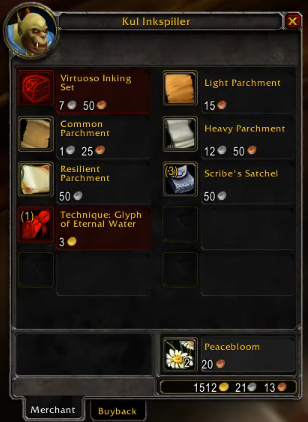 Kul Inkspiller
Virtuoso Inking
Set
7 50
Light Parchment
15
Common
Parchment
1 25
Heavy Parchment
12 50
Resilient
Parchment
50
(3)
Scribe's Satchel
50
(1)
Technique: Glyph
of Eternal Water
3
2
Peacebloom
20
1512 21 13
Merchant
Buyback